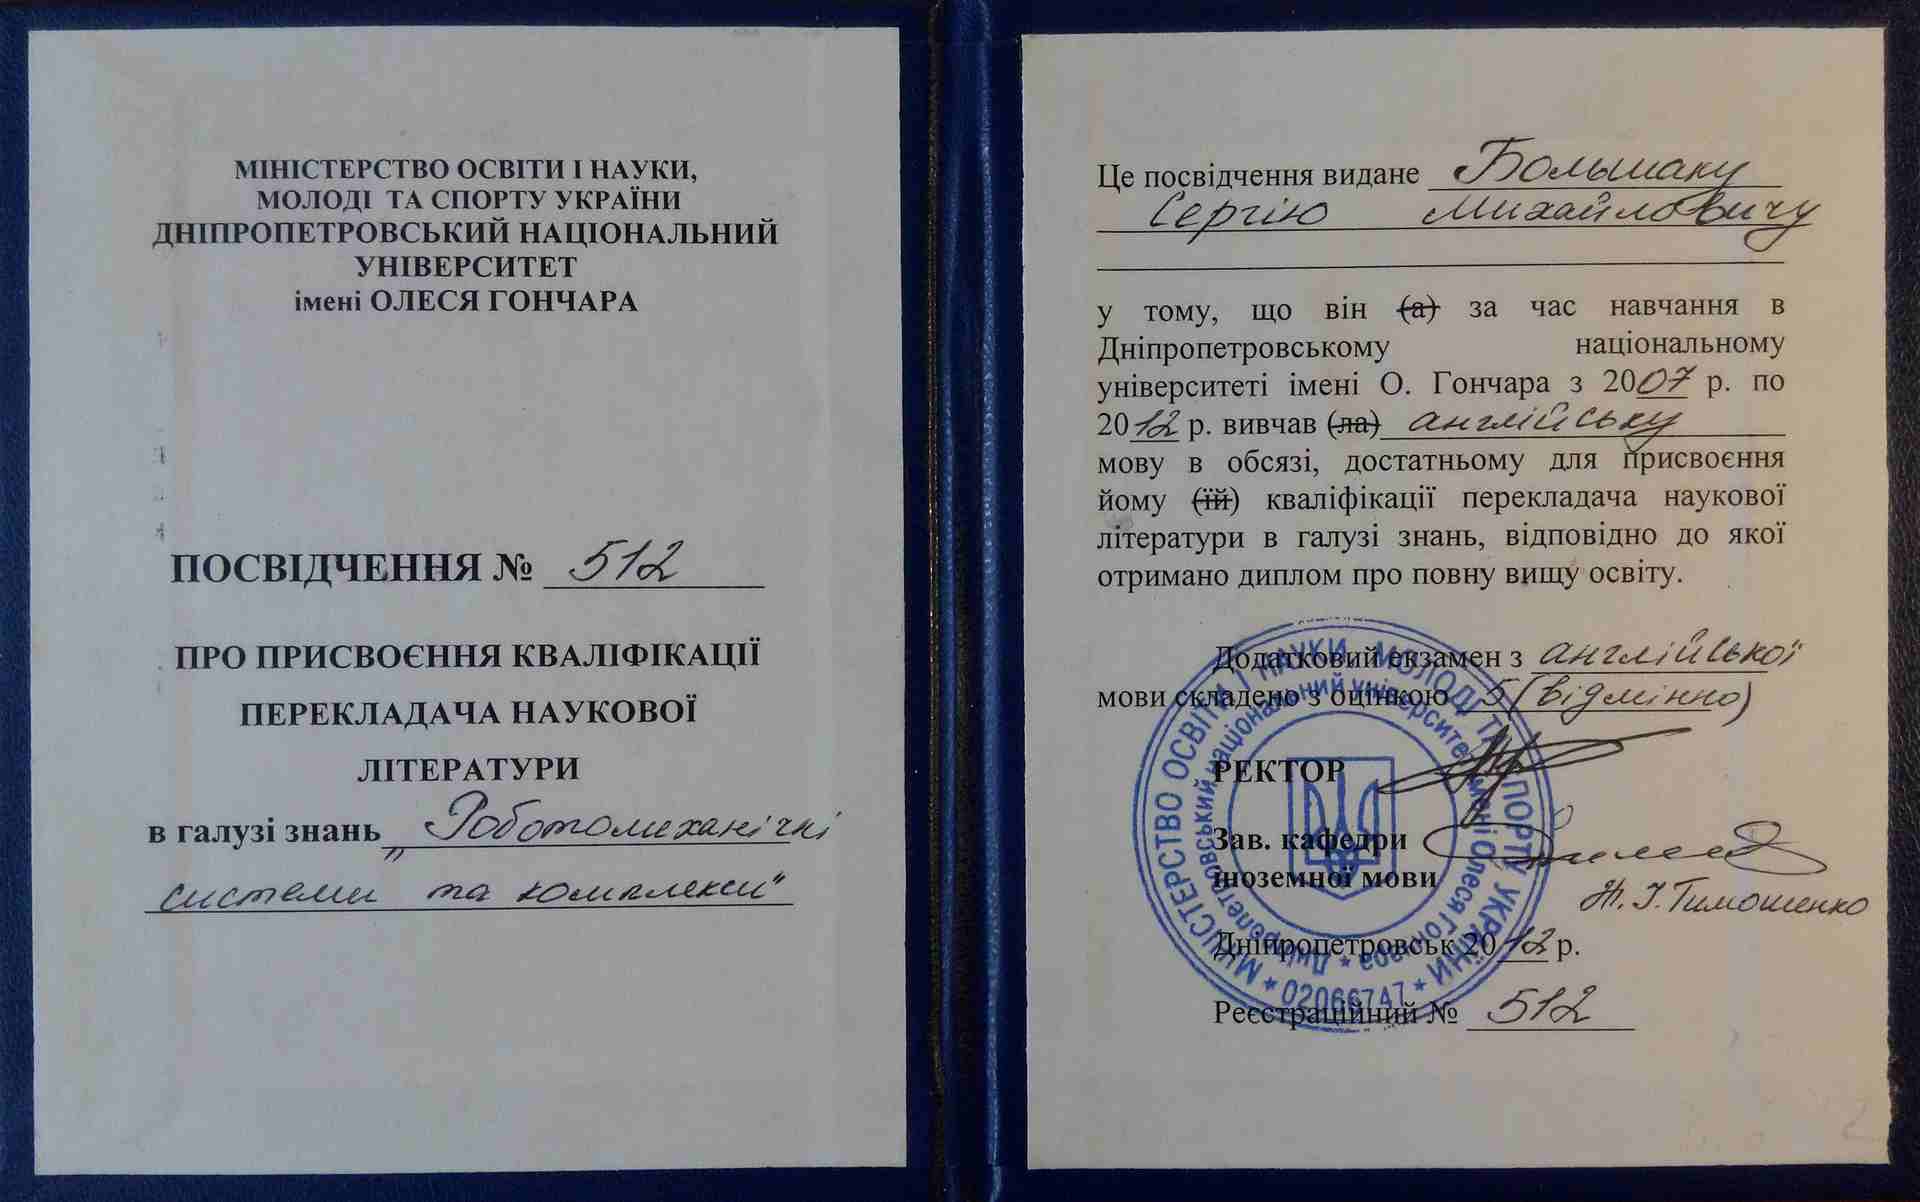 МІНІСТЕРСТВО ОСВІТИ І НАУКИ,
МОЛОДІ ТА СПОРТУ УКРАЇНИ
ДНІПРОПЕТРОВСЬКИЙ НАЦІОНАЛЬНИЙ
УНІВЕРСИТЕТ
імені ОЛЕСЯ ГОНЧАРА
ПОСВІДЧЕННЯ № 512
ПРО ПРИСВОЄННЯ КВАЛІФІКАЦІЇ
ПЕРЕКЛАДАЧА НАУКОВОЇ
ЛІТЕРАТУРИ
в галузі знань „Роботомеханічні
системи та комплекси"
Це посвідчення видане Большаку
Сергію Михайловичу
у тому, що він (а) за час навчання в
Дніпропетровському національному
університеті імені О. Гончара з 2007 р. по
2012 р. вивчав (ла) англійську
мову в обсязі, достатньому для присвоєння
йому (їй) кваліфікації перекладача наукової
літератури в галузі знань, відповідно до якої
отримано диплом про повну вищу освіту.
Додатковий екзамен з англійської
мови складено з оцінкою 5 (відмінно)
РЕКТОР
Зав. кафедри
іноземної мови
Н. І. Тимошенко
Дніпропетровськ 2012 р.
Реєстраційний № 512
МІНІСТЕРСТВО ОСВІТИ І НАУКИ, МОЛОДІ ТА СПОРТУ УКРАЇНИ * 02066747 *
Дніпропетровський національний університет імені Олеся Гончара *